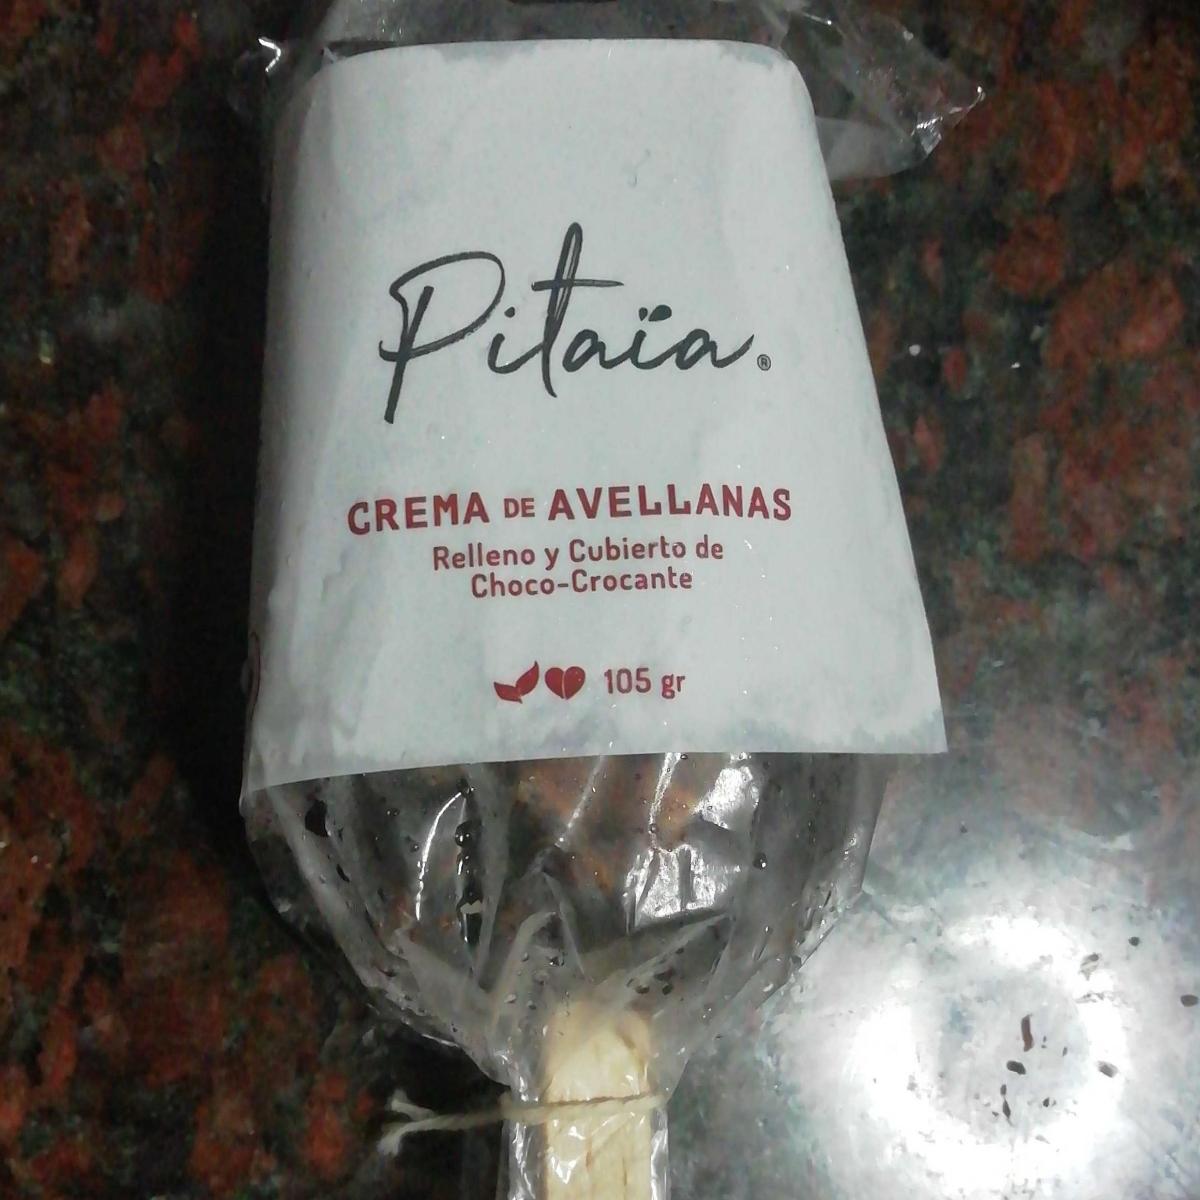 Pitaïa®
CREMA DE AVELLANAS
Relleno y Cubierto de
Choco-Crocante
105 gr